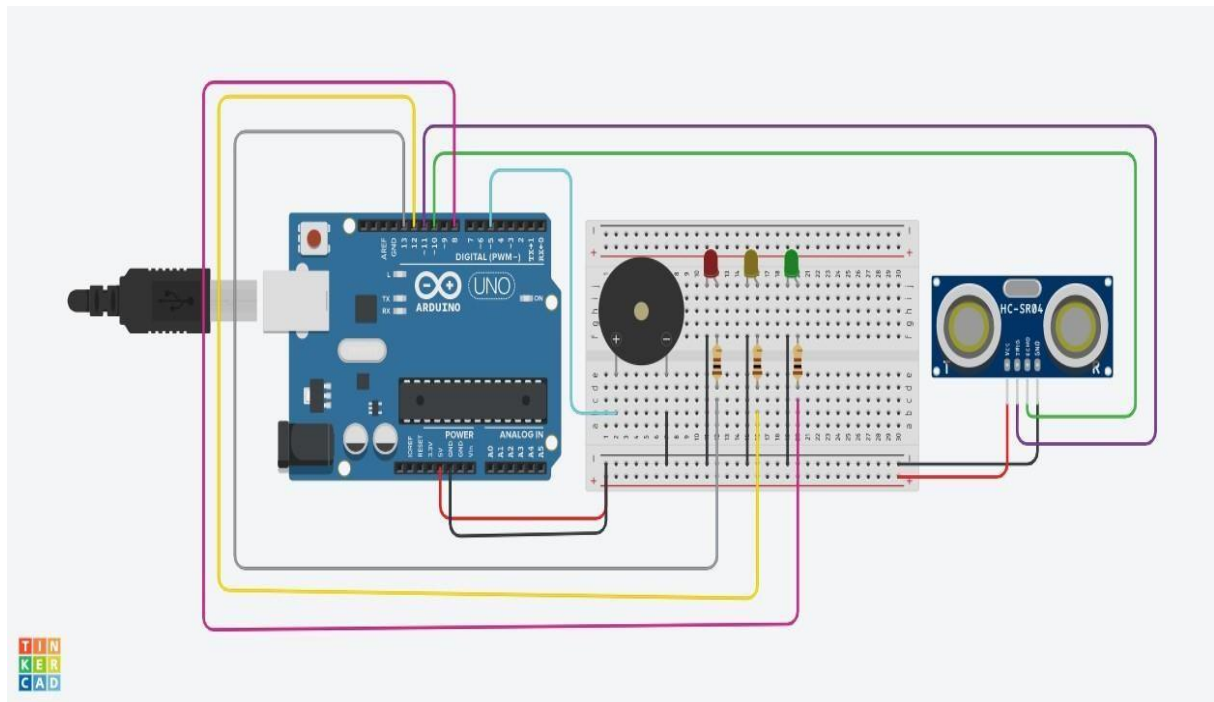 AREF
GND
13
12
~11
~10
~9
8
7
~6
~5
4
~3
2
TX→1
RX←0
DIGITAL (PWM~)
L
TX
RX
ARDUINO
UNO
ON
POWER
ANALOG IN
IOREF
RESET
3.3V
5V
GND
GND
Vin
A0
A1
A2
A3
A4
A5
HC-SR04
VCC
TRIG
ECHO
GND
T
R
TIN
KER
CAD